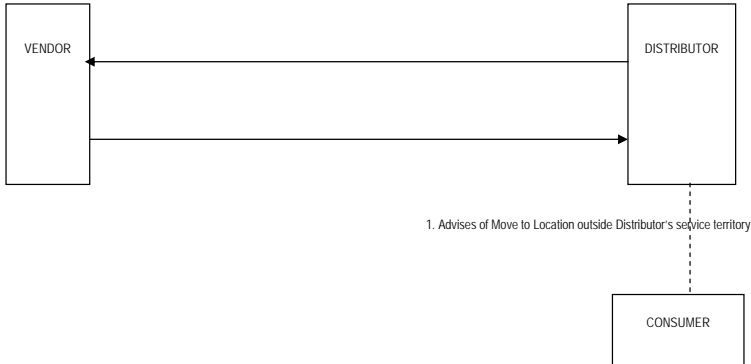 VENDOR
DISTRIBUTOR
1. Advises of Move to Location outside Distributor's service territory
CONSUMER